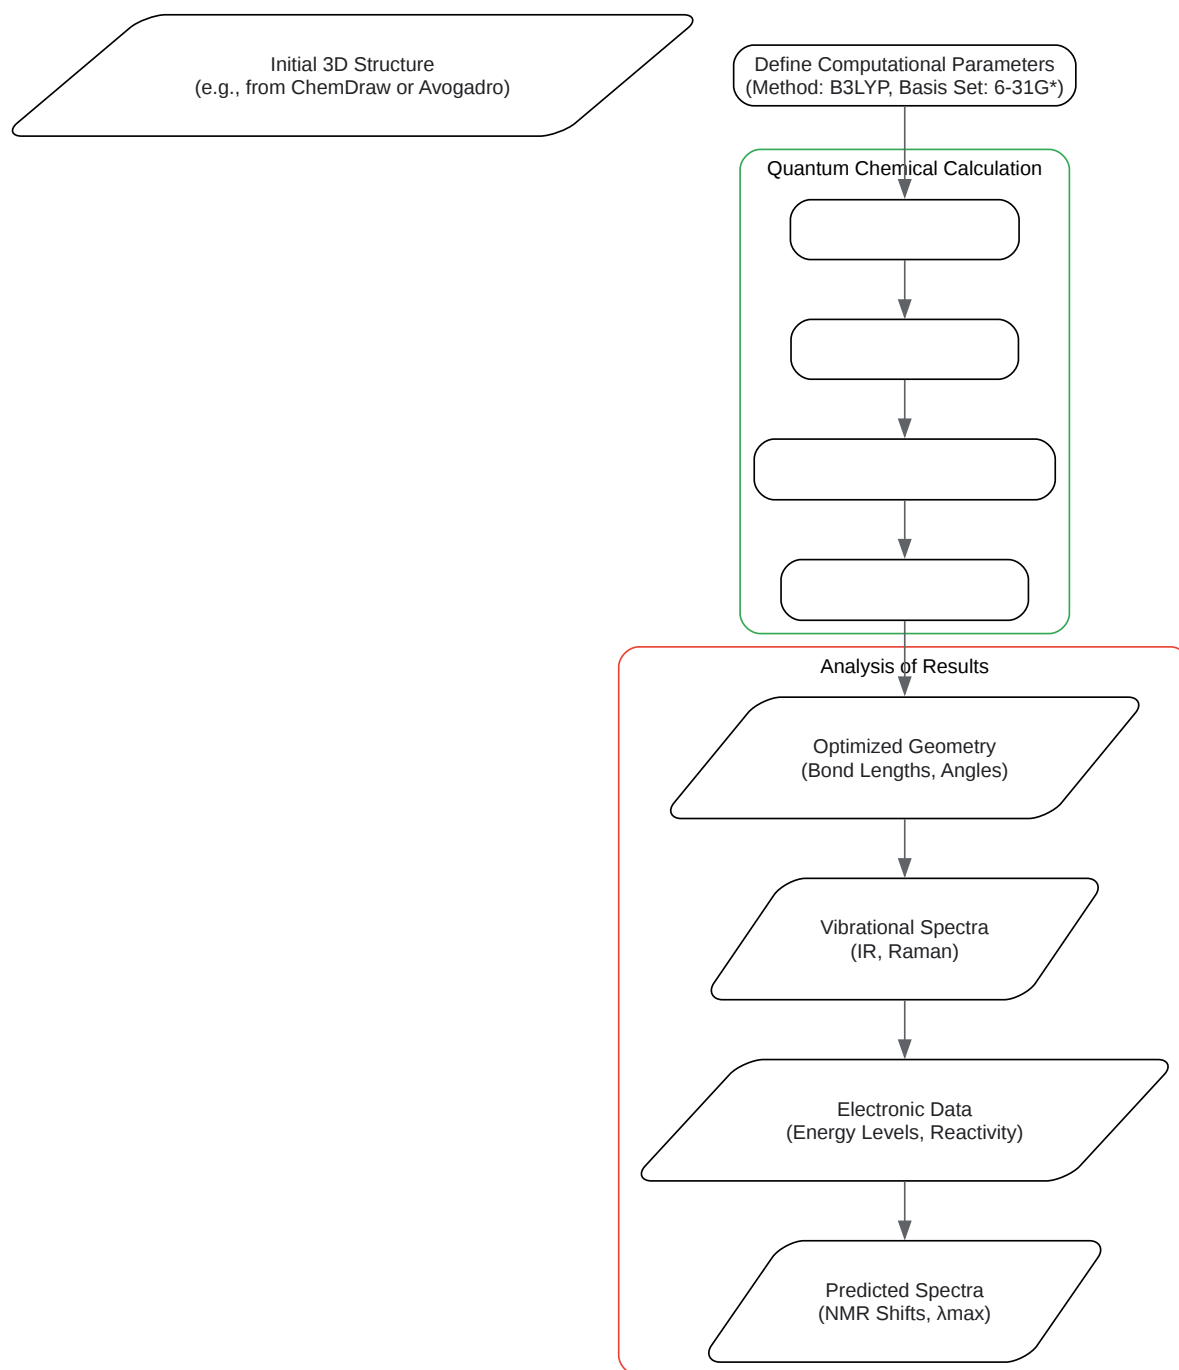 Initial 3D Structure
(e.g., from ChemDraw or Avogadro)
Define Computational Parameters
(Method: B3LYP, Basis Set: 6-31G*)
Quantum Chemical Calculation
Analysis of Results
Optimized Geometry
(Bond Lengths, Angles)
Vibrational Spectra
(IR, Raman)
Electronic Data
(Energy Levels, Reactivity)
Predicted Spectra
(NMR Shifts, λmax)